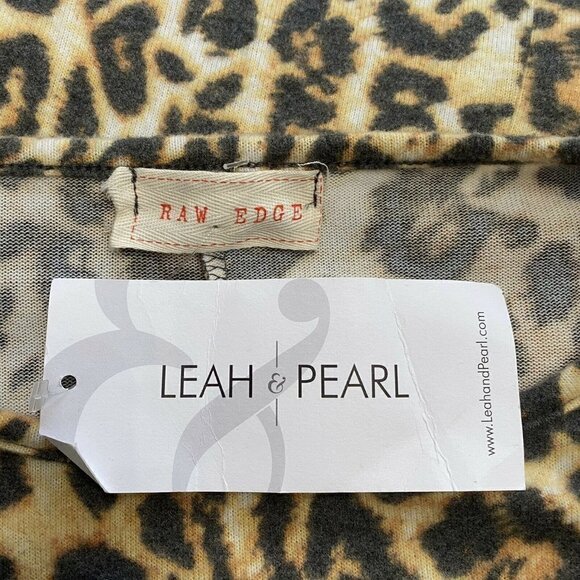 RAW EDGE
LEAH & PEARL
www.LeahandPearl.com